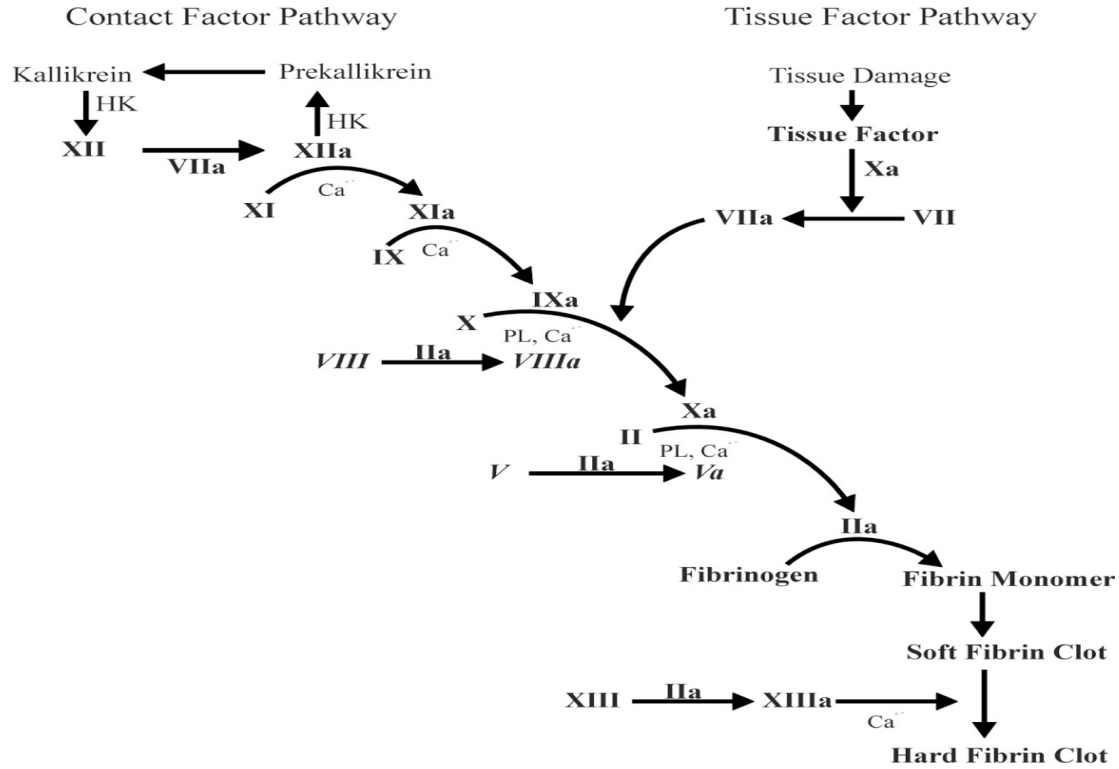 Contact Factor Pathway
Tissue Factor Pathway
Kallikrein
Prekallikrein
HK
HK
XII
VIIa
XIIa
XI
Ca¨
XIa
IX
Ca¨
IXa
X
PL, Ca¨
VIII
IIa
VIIIa
Tissue Damage
Tissue Factor
Xa
VIIa
VII
Xa
II
PL, Ca¨
V
IIa
Va
IIa
Fibrinogen
Fibrin Monomer
Soft Fibrin Clot
XIII
IIa
XIIIa
Ca¨
Hard Fibrin Clot